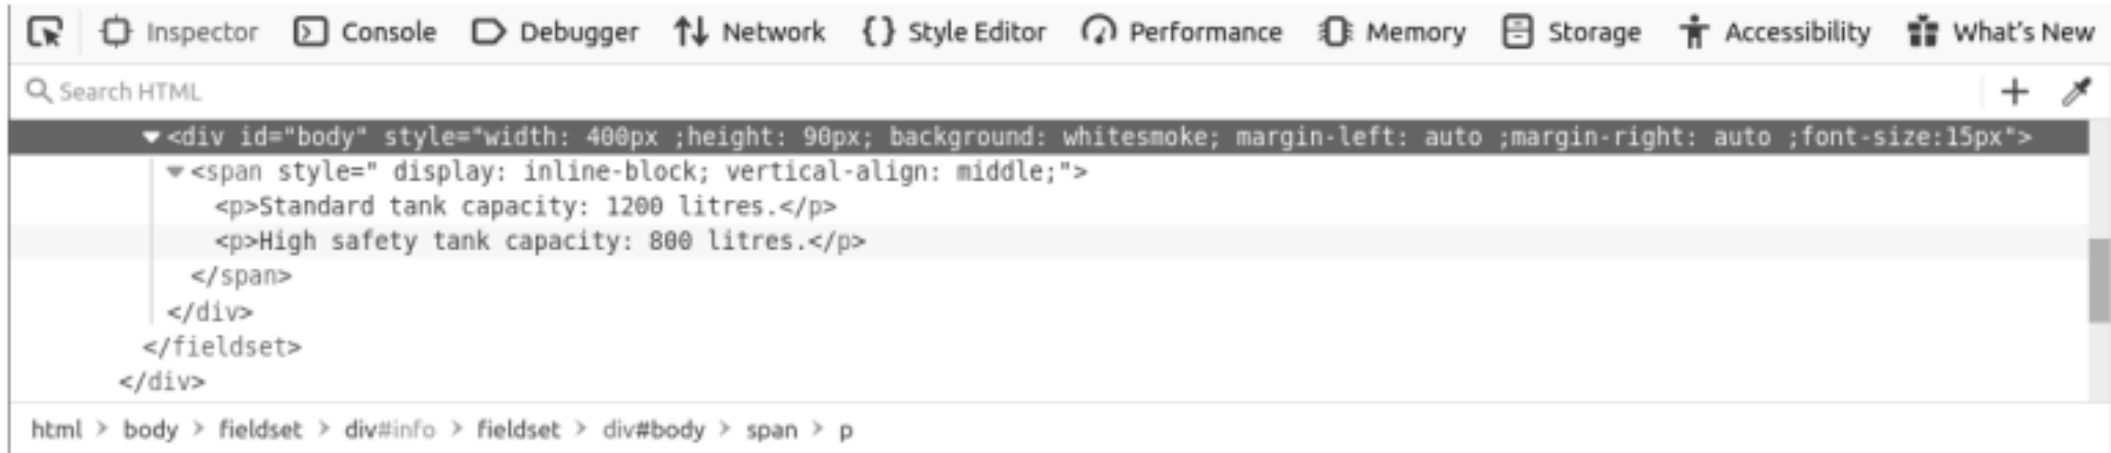 Inspector Console Debugger Network Style Editor Performance Memory Storage Accessibility What's New
Search HTML
<div id="body" style="width: 400px ;height: 90px; background: whitesmoke; margin-left: auto ;margin-right: auto ;font-size:15px">
<span style=" display: inline-block; vertical-align: middle;">
<p>Standard tank capacity: 1200 litres.</p>
<p>High safety tank capacity: 800 litres.</p>
</span>
</div>
</fieldset>
</div>
html > body > fieldset > div#info > fieldset > div#body > span > p